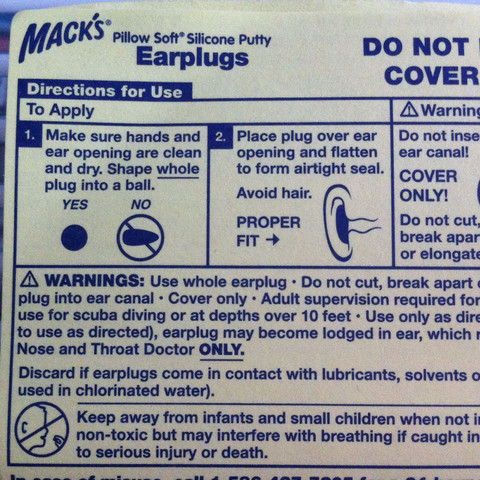 MACK'S® Pillow Soft® Silicone Putty
Earplugs
DO NOT
COVER
Directions for Use
To Apply
1. Make sure hands and
ear opening are clean
and dry. Shape whole
plug into a ball.
YES NO
2. Place plug over ear
opening and flatten
to form airtight seal.
Avoid hair.
PROPER
FIT →
⚠ Warning
Do not inse
ear canal!
COVER
ONLY!
Do not cut,
break apar
or elongate
⚠ WARNINGS: Use whole earplug · Do not cut, break apart
plug into ear canal · Cover only · Adult supervision required for
use for scuba diving or at depths over 10 feet · Use only as dire
to use as directed), earplug may become lodged in ear, which
Nose and Throat Doctor ONLY.
Discard if earplugs come in contact with lubricants, solvents o
used in chlorinated water).
Keep away from infants and small children when not in
non-toxic but may interfere with breathing if caught in
to serious injury or death.